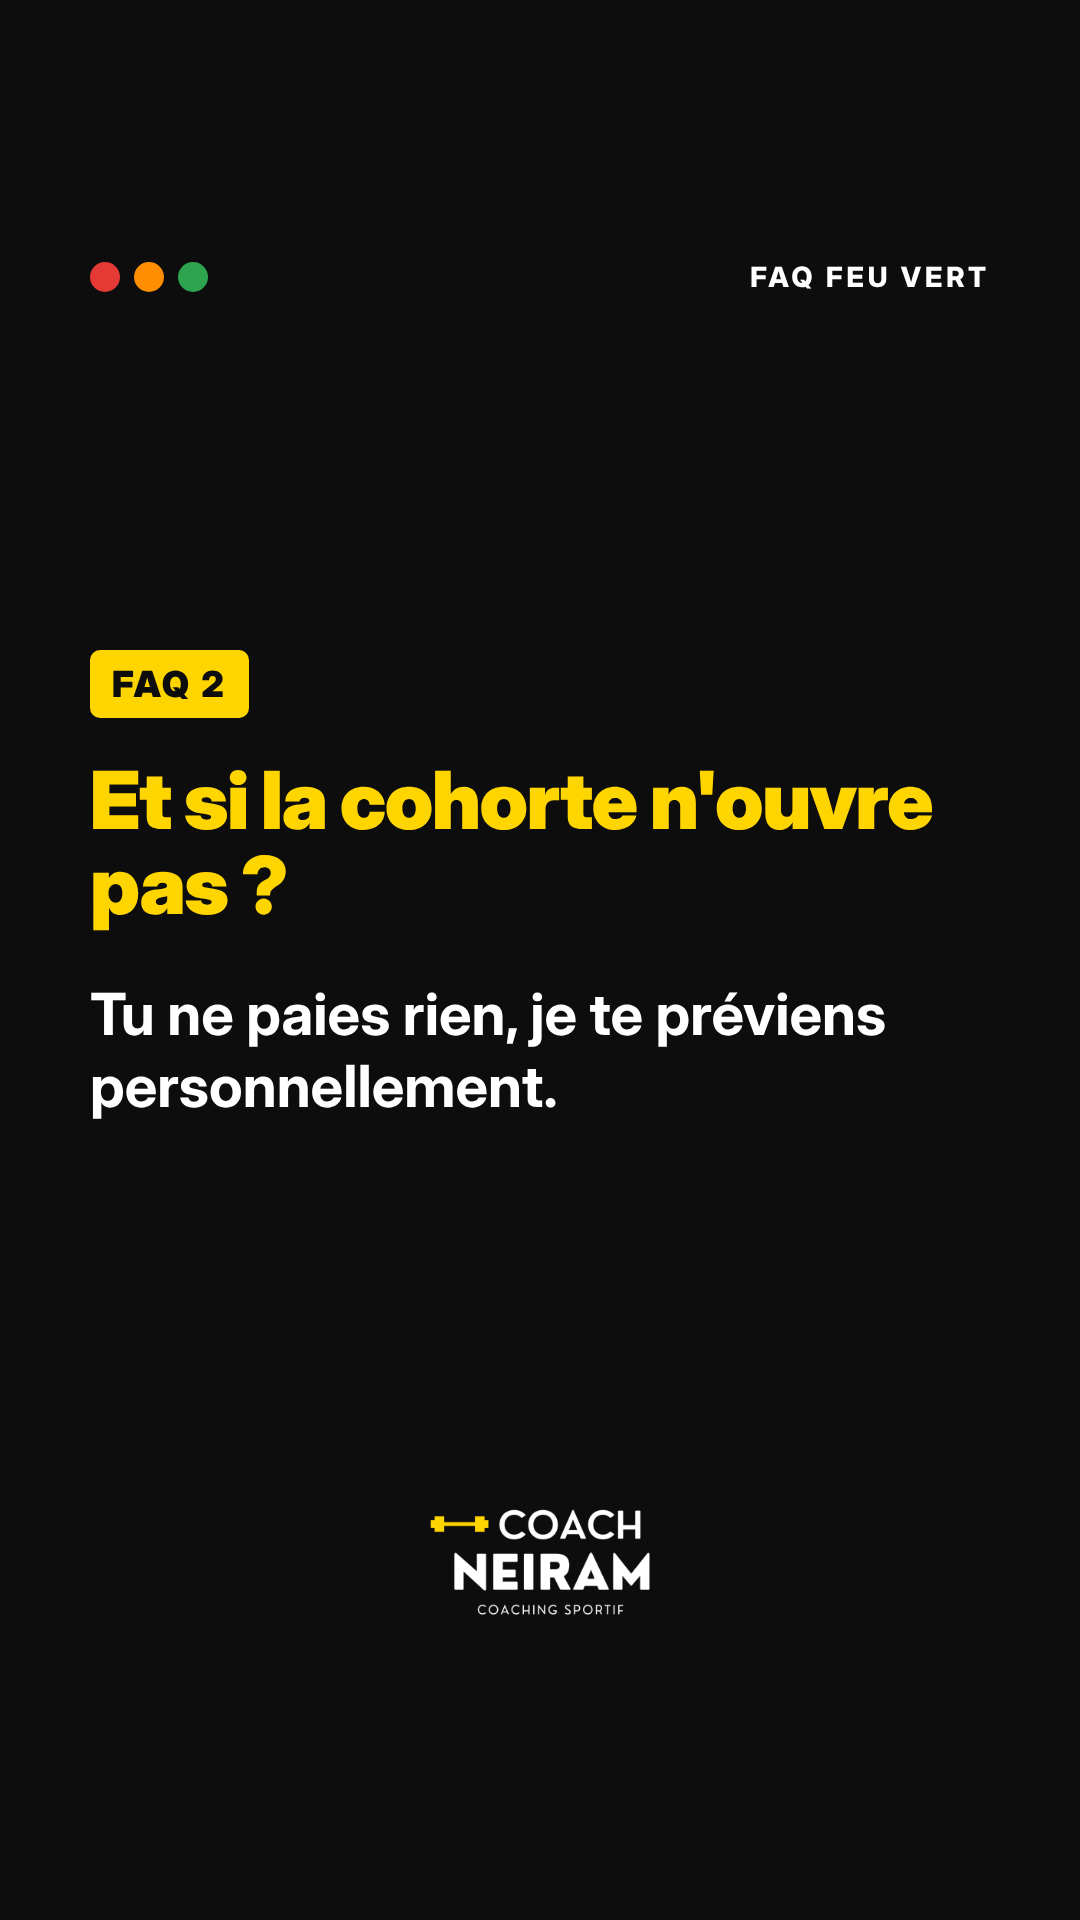 FAQ FEU VERT
FAQ 2
Et si la cohorte n'ouvre
pas ?
Tu ne paies rien, je te préviens
personnellement.
COACH
NEIRAM
COACHING SPORTIF